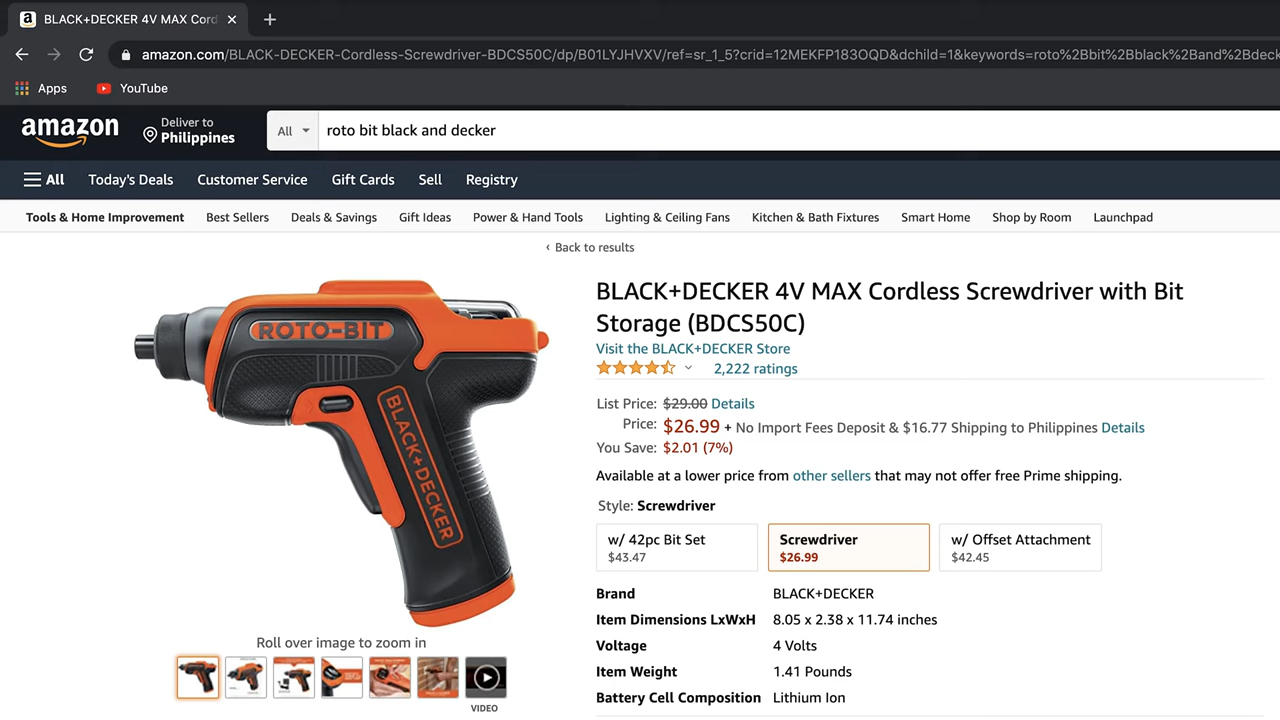 BLACK+DECKER 4V MAX Cord
amazon.com/BLACK-DECKER-Cordless-Screwdriver-BDCS50C/dp/B01LYJHVXV/ref=sr_1_5?crid=12MEKFP183OQD&dchild=1&keywords=roto%2Bbit%2Bblack%2Band%2Bdeck
Apps YouTube
amazon
Deliver to
Philippines
All roto bit black and decker
All Today's Deals Customer Service Gift Cards Sell Registry
Tools & Home Improvement Best Sellers Deals & Savings Gift Ideas Power & Hand Tools Lighting & Ceiling Fans Kitchen & Bath Fixtures Smart Home Shop by Room Launchpad
‹ Back to results
ROTO-BIT
BLACK+DECKER
Roll over image to zoom in
VIDEO
BLACK+DECKER 4V MAX Cordless Screwdriver with Bit
Storage (BDCS50C)
Visit the BLACK+DECKER Store
2,222 ratings
List Price: $29.00 Details
Price: $26.99 + No Import Fees Deposit & $16.77 Shipping to Philippines Details
You Save: $2.01 (7%)
Available at a lower price from other sellers that may not offer free Prime shipping.
Style: Screwdriver
w/ 42pc Bit Set Screwdriver w/ Offset Attachment
$43.47 $26.99 $42.45
Brand BLACK+DECKER
Item Dimensions LxWxH 8.05 x 2.38 x 11.74 inches
Voltage 4 Volts
Item Weight 1.41 Pounds
Battery Cell Composition Lithium Ion